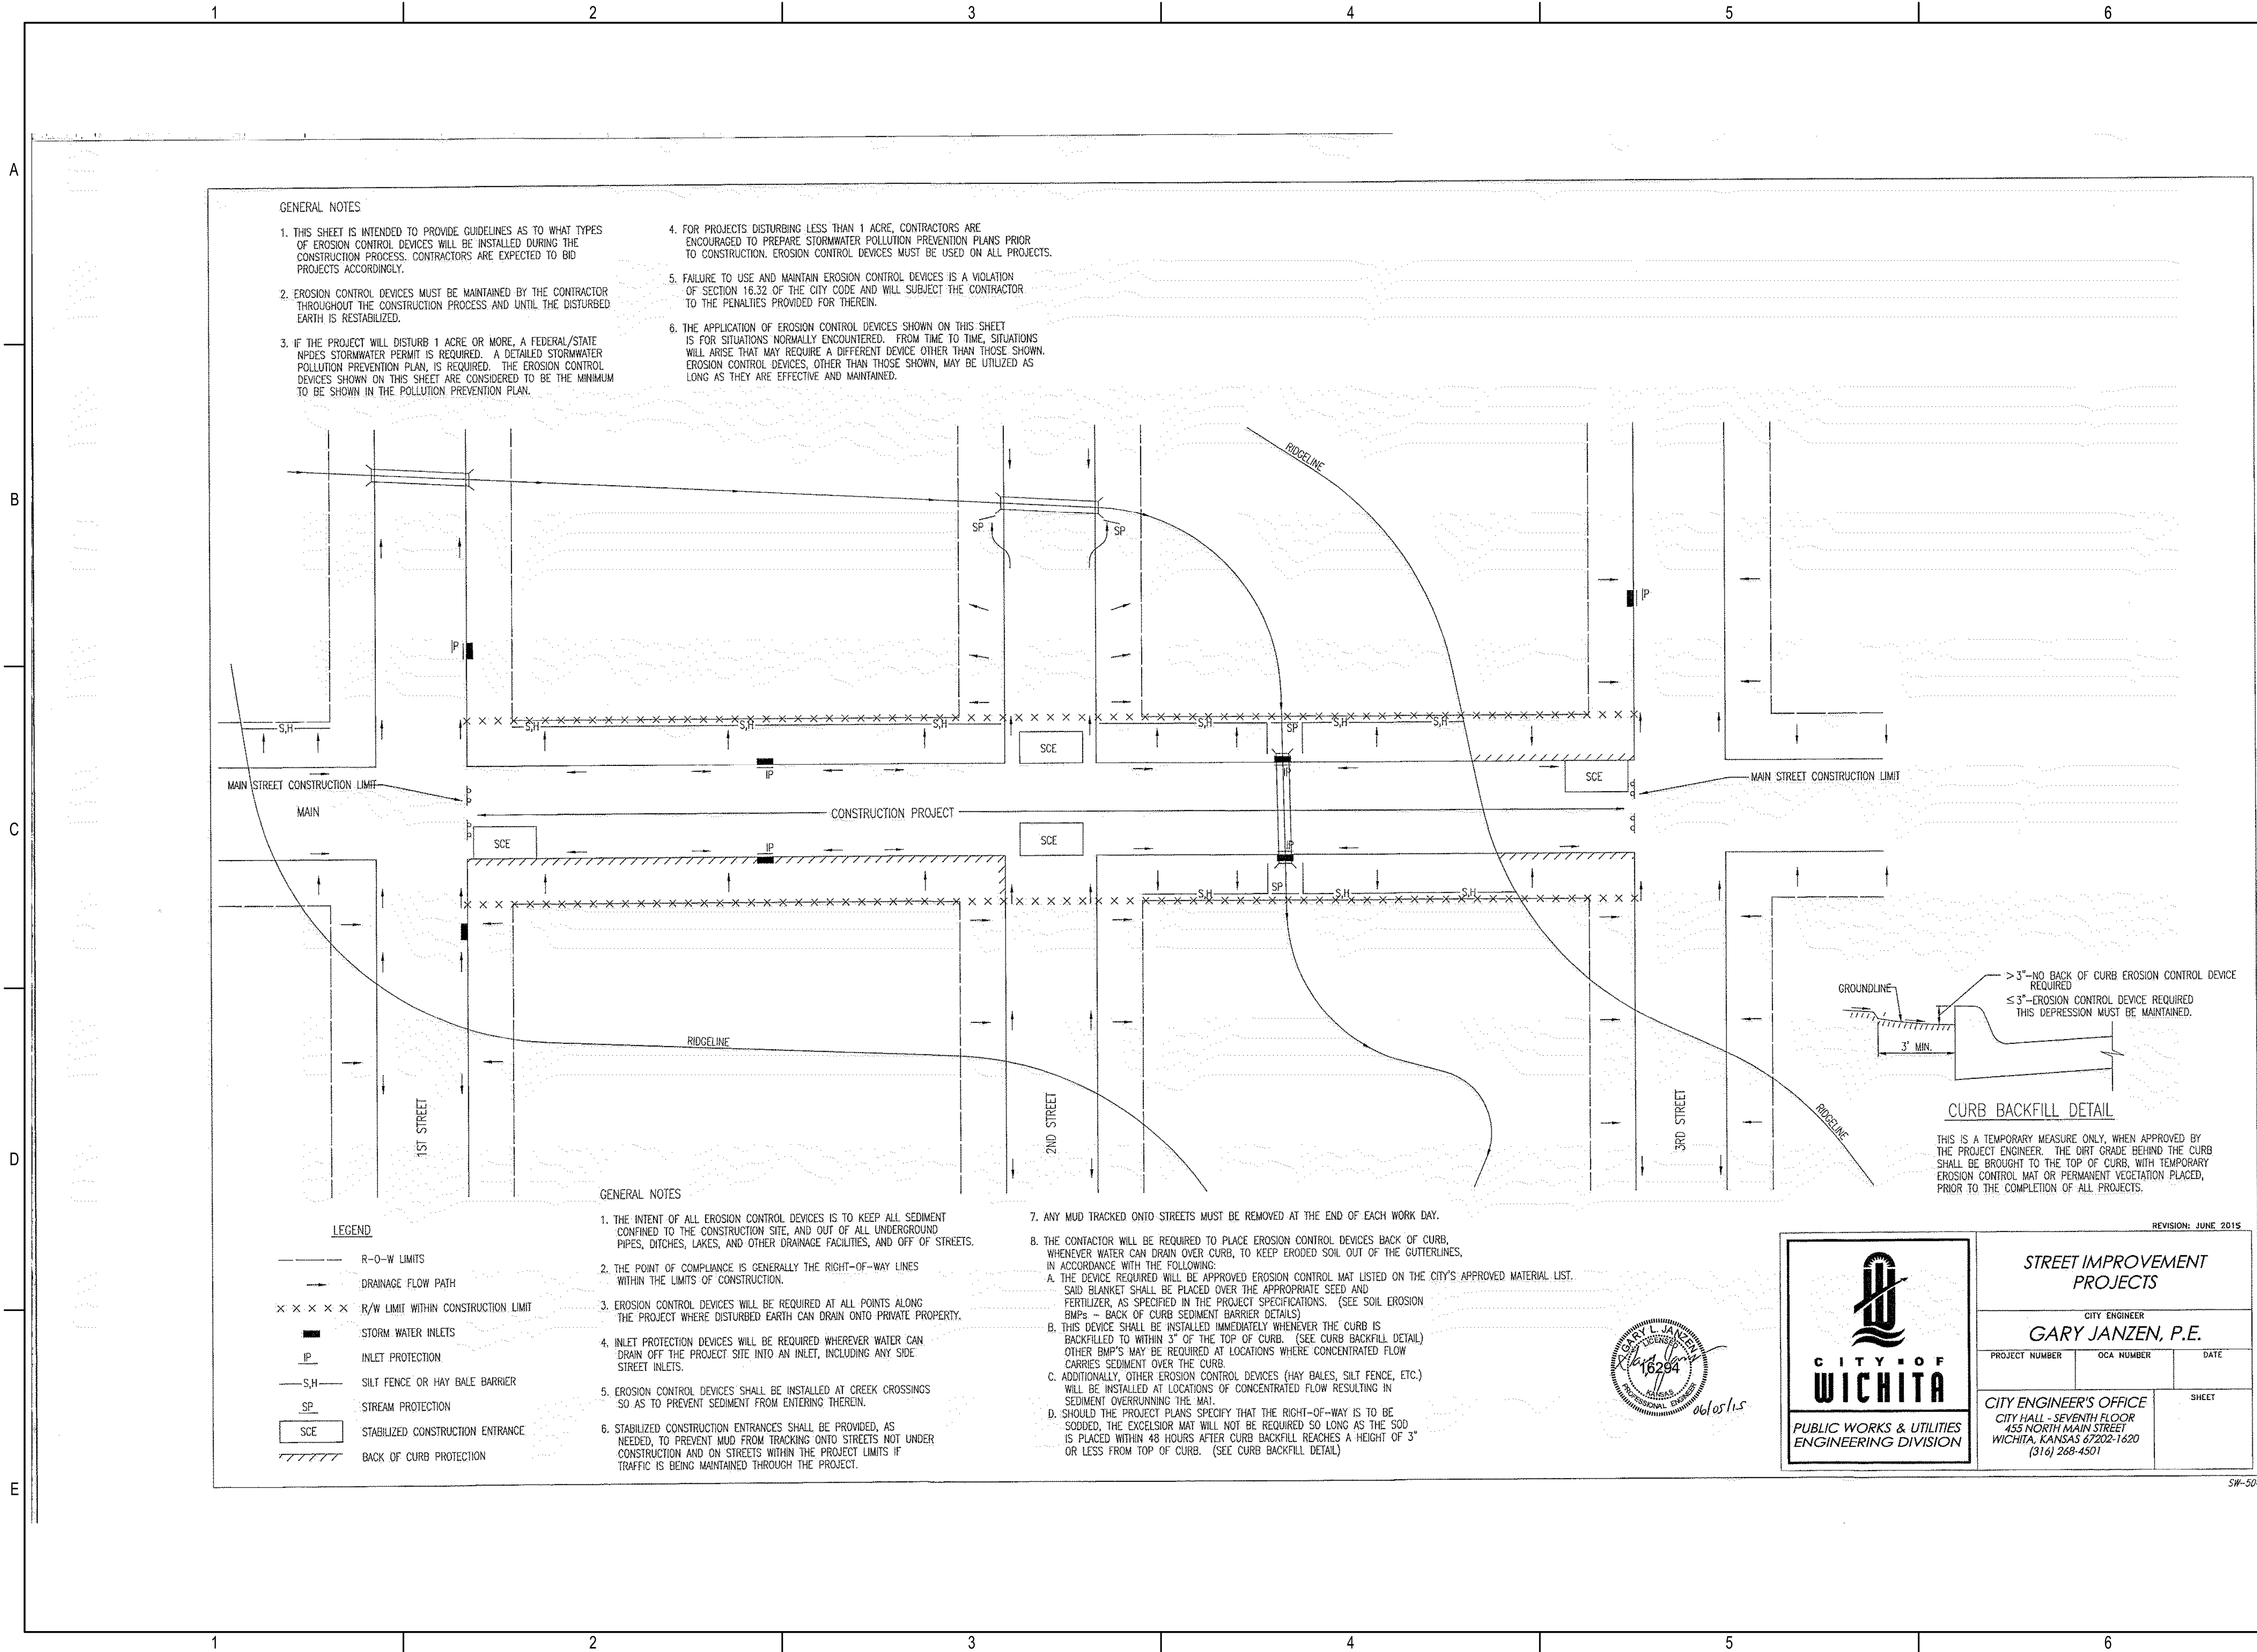 1 2 3 4 5 6
A
B
C
D
E
GENERAL NOTES
1. THIS SHEET IS INTENDED TO PROVIDE GUIDELINES AS TO WHAT TYPES
OF EROSION CONTROL DEVICES WILL BE INSTALLED DURING THE
CONSTRUCTION PROCESS. CONTRACTORS ARE EXPECTED TO BID
PROJECTS ACCORDINGLY.
2. EROSION CONTROL DEVICES MUST BE MAINTAINED BY THE CONTRACTOR
THROUGHOUT THE CONSTRUCTION PROCESS AND UNTIL THE DISTURBED
EARTH IS RESTABILIZED.
3. IF THE PROJECT WILL DISTURB 1 ACRE OR MORE, A FEDERAL/STATE
NPDES STORMWATER PERMIT IS REQUIRED. A DETAILED STORMWATER
POLLUTION PREVENTION PLAN, IS REQUIRED. THE EROSION CONTROL
DEVICES SHOWN ON THIS SHEET ARE CONSIDERED TO BE THE MINIMUM
TO BE SHOWN IN THE POLLUTION PREVENTION PLAN.
4. FOR PROJECTS DISTURBING LESS THAN 1 ACRE, CONTRACTORS ARE
ENCOURAGED TO PREPARE STORMWATER POLLUTION PREVENTION PLANS PRIOR
TO CONSTRUCTION. EROSION CONTROL DEVICES MUST BE USED ON ALL PROJECTS.
5. FAILURE TO USE AND MAINTAIN EROSION CONTROL DEVICES IS A VIOLATION
OF SECTION 16.32 OF THE CITY CODE AND WILL SUBJECT THE CONTRACTOR
TO THE PENALTIES PROVIDED FOR THEREIN.
6. THE APPLICATION OF EROSION CONTROL DEVICES SHOWN ON THIS SHEET
IS FOR SITUATIONS NORMALLY ENCOUNTERED. FROM TIME TO TIME, SITUATIONS
WILL ARISE THAT MAY REQUIRE A DIFFERENT DEVICE OTHER THAN THOSE SHOWN.
EROSION CONTROL DEVICES, OTHER THAN THOSE SHOWN, MAY BE UTILIZED AS
LONG AS THEY ARE EFFECTIVE AND MAINTAINED.
RIDGELINE
SP SP
IP
IP
S,H S,H S,H S,H S,H SP S,H S,H
SCE
IP IP
SCE
MAIN STREET CONSTRUCTION LIMIT
MAIN STREET CONSTRUCTION LIMIT
MAIN
CONSTRUCTION PROJECT
SCE
IP
SCE
IP
S,H SP S,H S,H
RIDGELINE
1ST STREET
2ND STREET
3RD STREET
RIDGELINE
GROUNDLINE
>3"-NO BACK OF CURB EROSION CONTROL DEVICE
REQUIRED
≤3"-EROSION CONTROL DEVICE REQUIRED
THIS DEPRESSION MUST BE MAINTAINED.
3' MIN.
CURB BACKFILL DETAIL
THIS IS A TEMPORARY MEASURE ONLY, WHEN APPROVED BY
THE PROJECT ENGINEER. THE DIRT GRADE BEHIND THE CURB
SHALL BE BROUGHT TO THE TOP OF CURB, WITH TEMPORARY
EROSION CONTROL MAT OR PERMANENT VEGETATION PLACED,
PRIOR TO THE COMPLETION OF ALL PROJECTS.
LEGEND
R-O-W LIMITS
DRAINAGE FLOW PATH
X X X X X R/W LIMIT WITHIN CONSTRUCTION LIMIT
STORM WATER INLETS
IP INLET PROTECTION
S,H SILT FENCE OR HAY BALE BARRIER
SP STREAM PROTECTION
SCE STABILIZED CONSTRUCTION ENTRANCE
BACK OF CURB PROTECTION
GENERAL NOTES
1. THE INTENT OF ALL EROSION CONTROL DEVICES IS TO KEEP ALL SEDIMENT
CONFINED TO THE CONSTRUCTION SITE, AND OUT OF ALL UNDERGROUND
PIPES, DITCHES, LAKES, AND OTHER DRAINAGE FACILITIES, AND OFF OF STREETS.
2. THE POINT OF COMPLIANCE IS GENERALLY THE RIGHT-OF-WAY LINES
WITHIN THE LIMITS OF CONSTRUCTION.
3. EROSION CONTROL DEVICES WILL BE REQUIRED AT ALL POINTS ALONG
THE PROJECT WHERE DISTURBED EARTH CAN DRAIN ONTO PRIVATE PROPERTY.
4. INLET PROTECTION DEVICES WILL BE REQUIRED WHEREVER WATER CAN
DRAIN OFF THE PROJECT SITE INTO AN INLET, INCLUDING ANY SIDE
STREET INLETS.
5. EROSION CONTROL DEVICES SHALL BE INSTALLED AT CREEK CROSSINGS
SO AS TO PREVENT SEDIMENT FROM ENTERING THEREIN.
6. STABILIZED CONSTRUCTION ENTRANCES SHALL BE PROVIDED, AS
NEEDED, TO PREVENT MUD FROM TRACKING ONTO STREETS NOT UNDER
CONSTRUCTION AND ON STREETS WITHIN THE PROJECT LIMITS IF
TRAFFIC IS BEING MAINTAINED THROUGH THE PROJECT.
7. ANY MUD TRACKED ONTO STREETS MUST BE REMOVED AT THE END OF EACH WORK DAY.
8. THE CONTACTOR WILL BE REQUIRED TO PLACE EROSION CONTROL DEVICES BACK OF CURB,
WHENEVER WATER CAN DRAIN OVER CURB, TO KEEP ERODED SOIL OUT OF THE GUTTERLINES,
IN ACCORDANCE WITH THE FOLLOWING:
A. THE DEVICE REQUIRED WILL BE APPROVED EROSION CONTROL MAT LISTED ON THE CITY'S APPROVED MATERIAL LIST.
SAID BLANKET SHALL BE PLACED OVER THE APPROPRIATE SEED AND
FERTILIZER, AS SPECIFIED IN THE PROJECT SPECIFICATIONS. (SEE SOIL EROSION
BMPs - BACK OF CURB SEDIMENT BARRIER DETAILS)
B. THIS DEVICE SHALL BE INSTALLED IMMEDIATELY WHENEVER THE CURB IS
BACKFILLED TO WITHIN 3" OF THE TOP OF CURB. (SEE CURB BACKFILL DETAIL)
OTHER BMP'S MAY BE REQUIRED AT LOCATIONS WHERE CONCENTRATED FLOW
CARRIES SEDIMENT OVER THE CURB.
C. ADDITIONALLY, OTHER EROSION CONTROL DEVICES (HAY BALES, SILT FENCE, ETC.)
WILL BE INSTALLED AT LOCATIONS OF CONCENTRATED FLOW RESULTING IN
SEDIMENT OVERRUNNING THE MAT.
D. SHOULD THE PROJECT PLANS SPECIFY THAT THE RIGHT-OF-WAY IS TO BE
SODDED, THE EXCELSIOR MAT WILL NOT BE REQUIRED SO LONG AS THE SOD
IS PLACED WITHIN 48 HOURS AFTER CURB BACKFILL REACHES A HEIGHT OF 3"
OR LESS FROM TOP OF CURB. (SEE CURB BACKFILL DETAIL)
GARY L. JANZEN
LICENSED
16294
KANSAS
PROFESSIONAL ENGINEER
06/05/15
REVISION: JUNE 2015
CITY OF
WICHITA
PUBLIC WORKS & UTILITIES
ENGINEERING DIVISION
STREET IMPROVEMENT
PROJECTS
CITY ENGINEER
GARY JANZEN, P.E.
PROJECT NUMBER OCA NUMBER DATE
CITY ENGINEER'S OFFICE
CITY HALL - SEVENTH FLOOR
455 NORTH MAIN STREET
WICHITA, KANSAS 67202-1620
(316) 268-4501
SHEET
SW-50
1 2 3 4 5 6